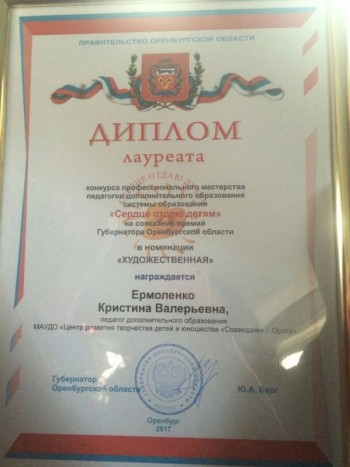 ПРАВИТЕЛЬСТВО ОРЕНБУРГСКОЙ ОБЛАСТИ
ДИПЛОМ
лауреата
конкурса профессионального мастерства
педагогов дополнительного образования
системы образования
«Сердце отдаю детям»
на соискание премий
Губернатора Оренбургской области
в номинации
«ХУДОЖЕСТВЕННАЯ»
награждается
Ермоленко
Кристина Валерьевна,
педагог дополнительного образования
МАУДО «Центр развития творчества детей и юношества «Созвездие» г. Орска»
Губернатор
Оренбургской области
Ю.А. Берг
Оренбург
2017